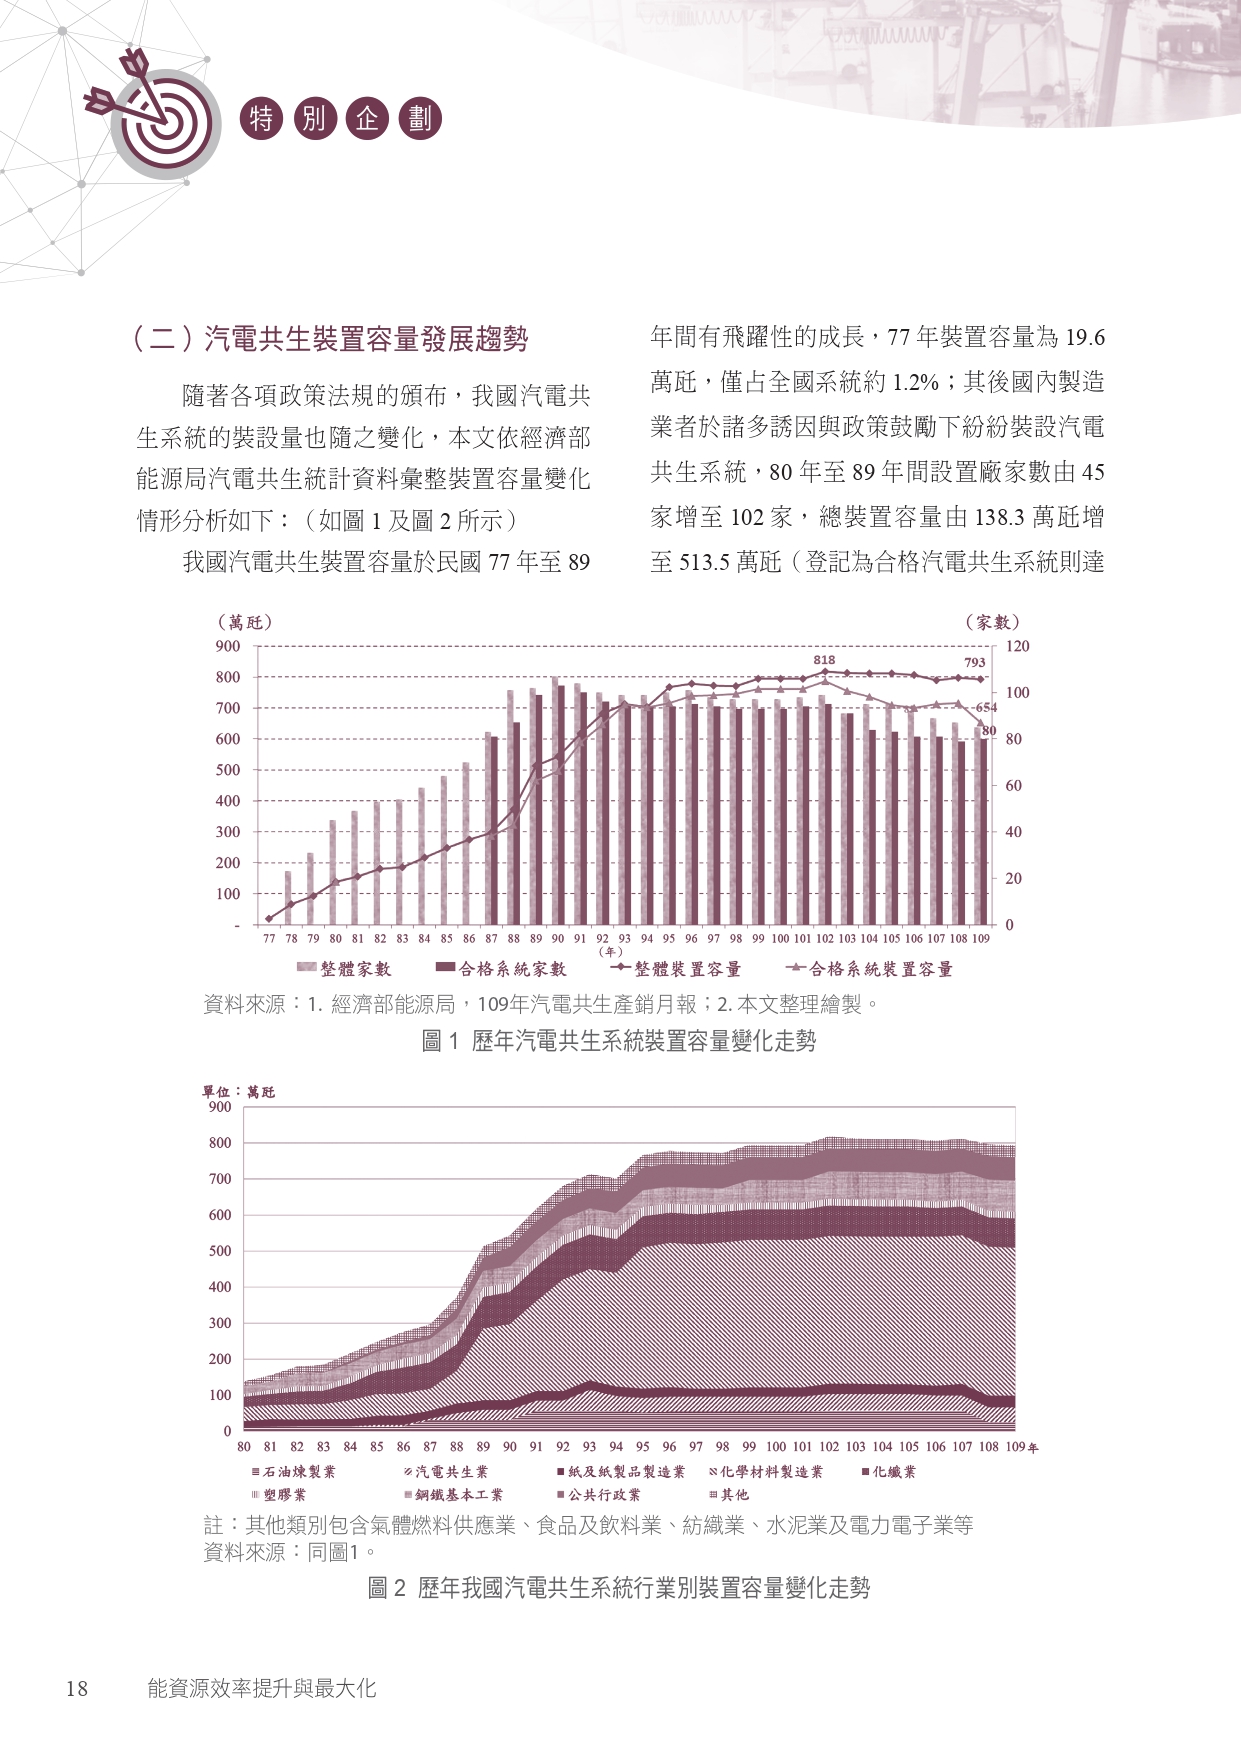 特別企劃
（二）汽電共生裝置容量發展趨勢
隨著各項政策法規的頒布，我國汽電共
生系統的裝設量也隨之變化，本文依經濟部
能源局汽電共生統計資料彙整裝置容量變化
情形分析如下：（如圖 1 及圖 2 所示）
我國汽電共生裝置容量於民國 77 年至 89
年間有飛躍性的成長，77 年裝置容量為 19.6
萬瓩，僅占全國系統約 1.2%；其後國內製造
業者於諸多誘因與政策鼓勵下紛紛裝設汽電
共生系統，80 年至 89 年間設置廠家數由 45
家增至 102 家，總裝置容量由 138.3 萬瓩增
至 513.5 萬瓩（登記為合格汽電共生系統則達
（萬瓩）
（家數）
900
800
700
600
500
400
300
200
100
-
120
100
80
60
40
20
0
818
793
654
80
77 78 79 80 81 82 83 84 85 86 87 88 89 90 91 92 93 94 95 96 97 98 99 100 101 102 103 104 105 106 107 108 109
（年）
整體家數 合格系統家數 整體裝置容量 合格系統裝置容量
資料來源：1. 經濟部能源局，109年汽電共生產銷月報；2. 本文整理繪製。
圖 1 歷年汽電共生系統裝置容量變化走勢
單位：萬瓩
900
800
700
600
500
400
300
200
100
0
80 81 82 83 84 85 86 87 88 89 90 91 92 93 94 95 96 97 98 99 100 101 102 103 104 105 106 107 108 109年
石油煉製業 汽電共生業 紙及紙製品製造業 化學材料製造業 化纖業
塑膠業 鋼鐵基本工業 公共行政業 其他
註：其他類別包含氣體燃料供應業、食品及飲料業、紡織業、水泥業及電力電子業等
資料來源：同圖1。
圖 2 歷年我國汽電共生系統行業別裝置容量變化走勢
18 能資源效率提升與最大化